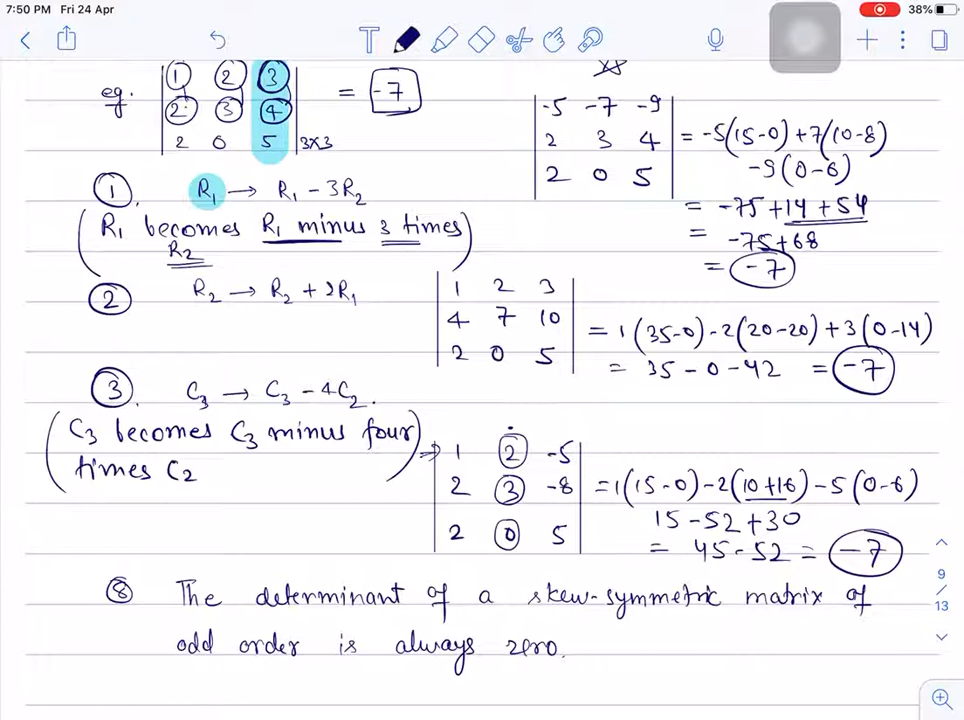 7:50 PM Fri 24 Apr
38%
eg. 1 2 3
2 3 4 = -7
2 0 5 3×3
-5 -7 -9
2 3 4 = -5(15-0)+7(10-8)
-9(0-6)
2 0 5
= -75+14+54
= -75+68
= -7
1. R1 → R1 - 3R2
(R1 becomes R1 minus 3 times R2)
2 R2 → R2 + 2R1
1 2 3
4 7 10 = 1(35-0)-2(20-20)+3(0-14)
2 0 5 = 35-0-42 = -7
3 C3 → C3 - 4C2.
(C3 becomes C3 minus four
times C2)
⇒ 1 2 -5
2 3 -8 = 1(15-0)-2(10+16)-5(0-6)
2 0 5 15-52+30
= 45-52 = -7
8 The determinant of a skew-symmetric matrix of
odd order is always zero.
9
/
13